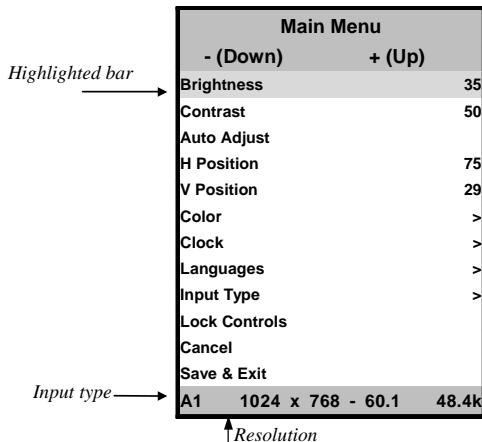 Main Menu
- (Down) + (Up)
Highlighted bar
Brightness 35
Contrast 50
Auto Adjust
H Position 75
V Position 29
Color >
Clock >
Languages >
Input Type >
Lock Controls
Cancel
Save & Exit
Input type
A1 1024 x 768 - 60.1 48.4k
Resolution